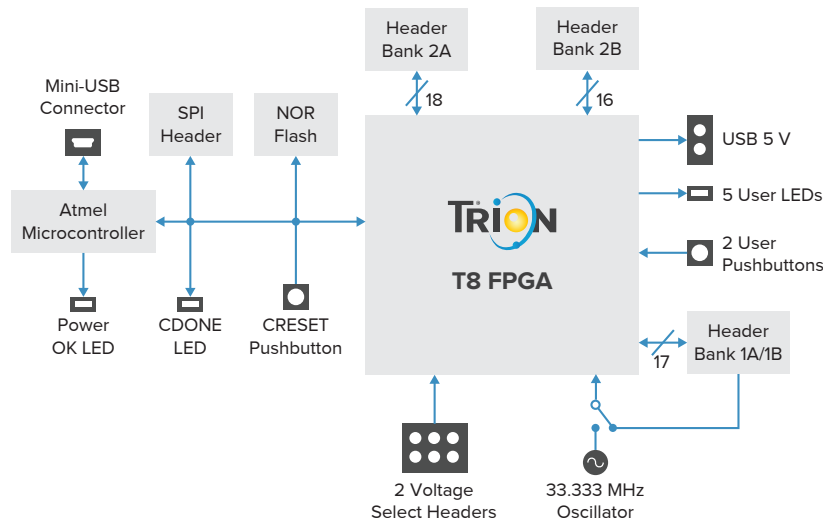 Header
Bank 2A
Header
Bank 2B
18
16
Mini-USB
Connector
SPI
Header
NOR
Flash
USB 5 V
Atmel
Microcontroller
TRION
T8 FPGA
5 User LEDs
2 User
Pushbuttons
Power
OK LED
CDONE
LED
CRESET
Pushbutton
17
Header
Bank 1A/1B
2 Voltage
Select Headers
33.333 MHz
Oscillator